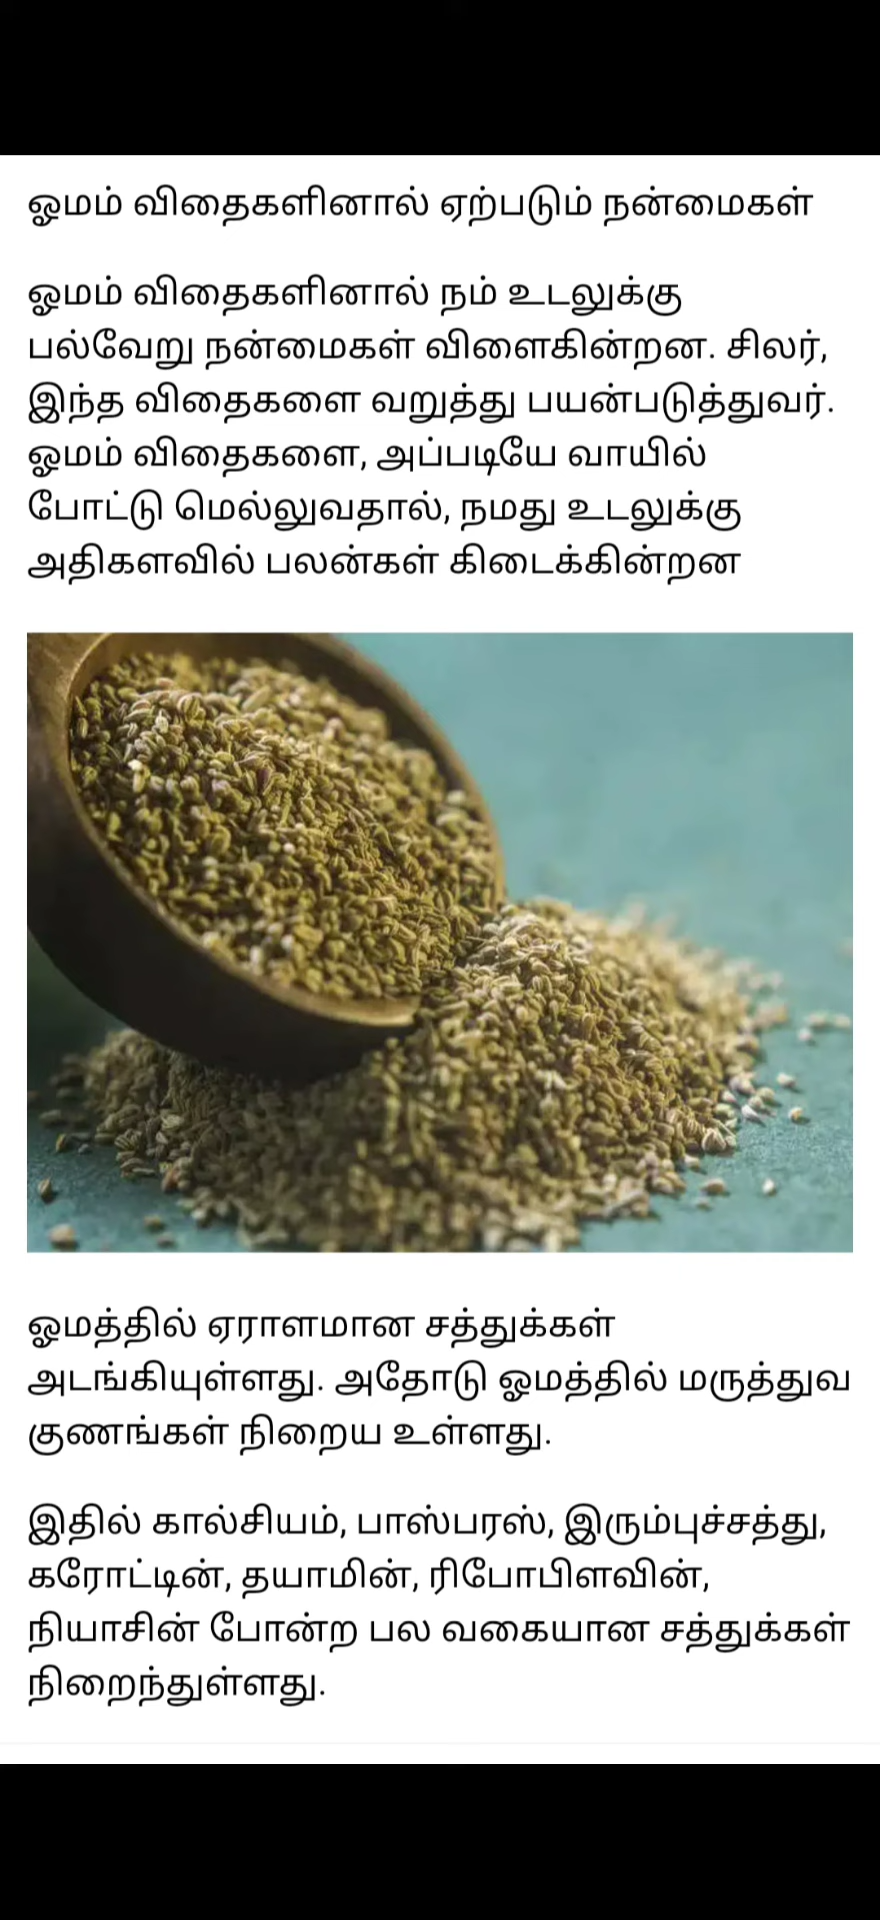 ஓமம் விதைகளினால் ஏற்படும் நன்மைகள்
ஓமம் விதைகளினால் நம் உடலுக்கு
பல்வேறு நன்மைகள் விளைகின்றன. சிலர்,
இந்த விதைகளை வறுத்து பயன்படுத்துவர்.
ஓமம் விதைகளை, அப்படியே வாயில்
போட்டு மெல்லுவதால், நமது உடலுக்கு
அதிகளவில் பலன்கள் கிடைக்கின்றன
ஓமத்தில் ஏராளமான சத்துக்கள்
அடங்கியுள்ளது. அதோடு ஓமத்தில் மருத்துவ
குணங்கள் நிறைய உள்ளது.
இதில் கால்சியம், பாஸ்பரஸ், இரும்புச்சத்து,
கரோட்டின், தயாமின், ரிபோபிளவின்,
நியாசின் போன்ற பல வகையான சத்துக்கள்
நிறைந்துள்ளது.